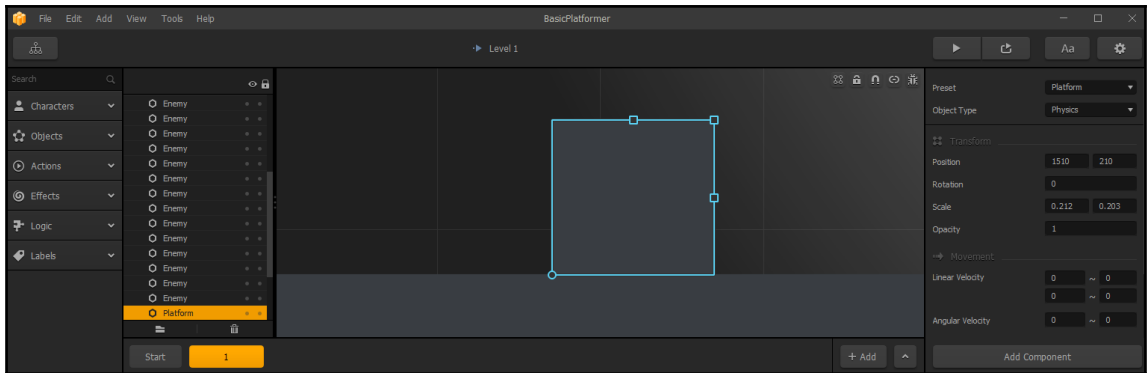 File Edit Add View Tools Help
BasicPlatformer
Level 1
Aa
Search
Characters
Objects
Actions
Effects
Logic
Labels
Enemy
Enemy
Enemy
Enemy
Enemy
Enemy
Enemy
Enemy
Enemy
Enemy
Enemy
Enemy
Enemy
Enemy
Platform
Start
1
+ Add
Preset Platform
Object Type Physics
Transform
Position 1510 210
Rotation 0
Scale 0.212 0.203
Opacity 1
Movement
Linear Velocity 0 ~ 0
0 ~ 0
Angular Velocity 0 ~ 0
Add Component